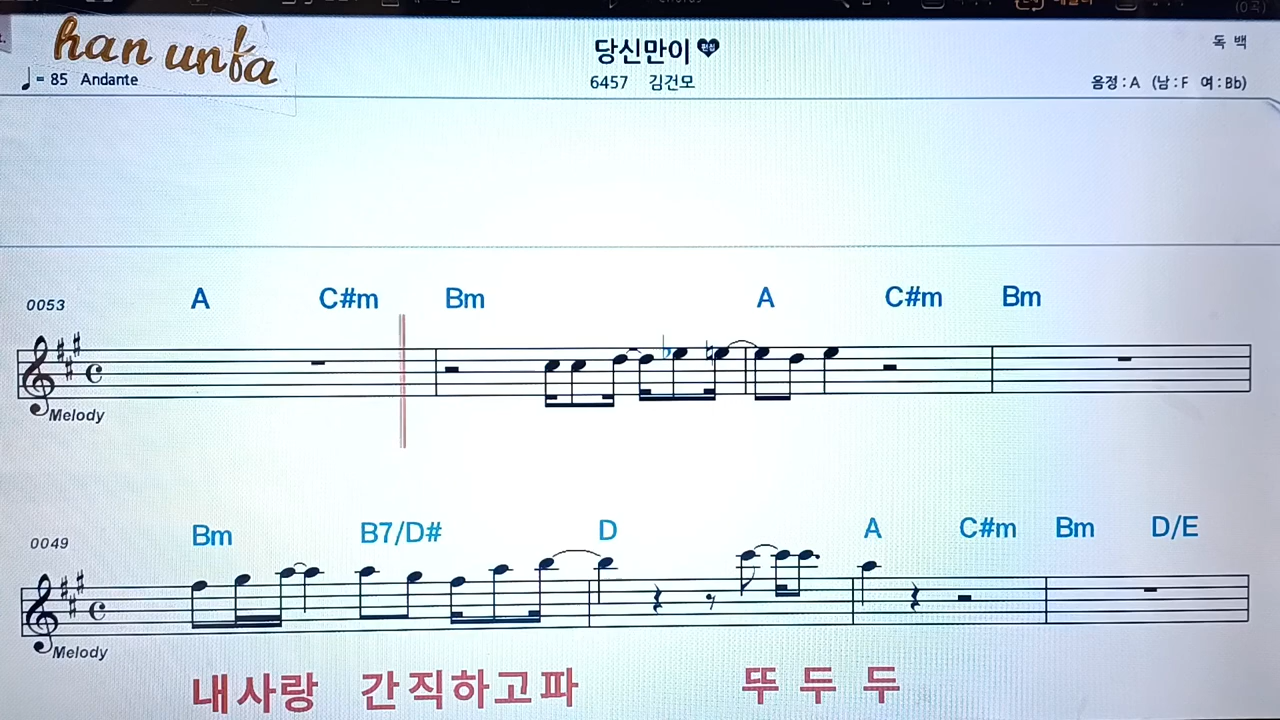 han unfa
당신만이 편집
독 백
♩= 85 Andante
6457 김건모
음정 : A (남 : F 여 : Bb)
0053 A C#m Bm A C#m Bm
Melody
0049 Bm B7/D# D A C#m Bm D/E
Melody
내사랑 간직하고파 뚜 두 두